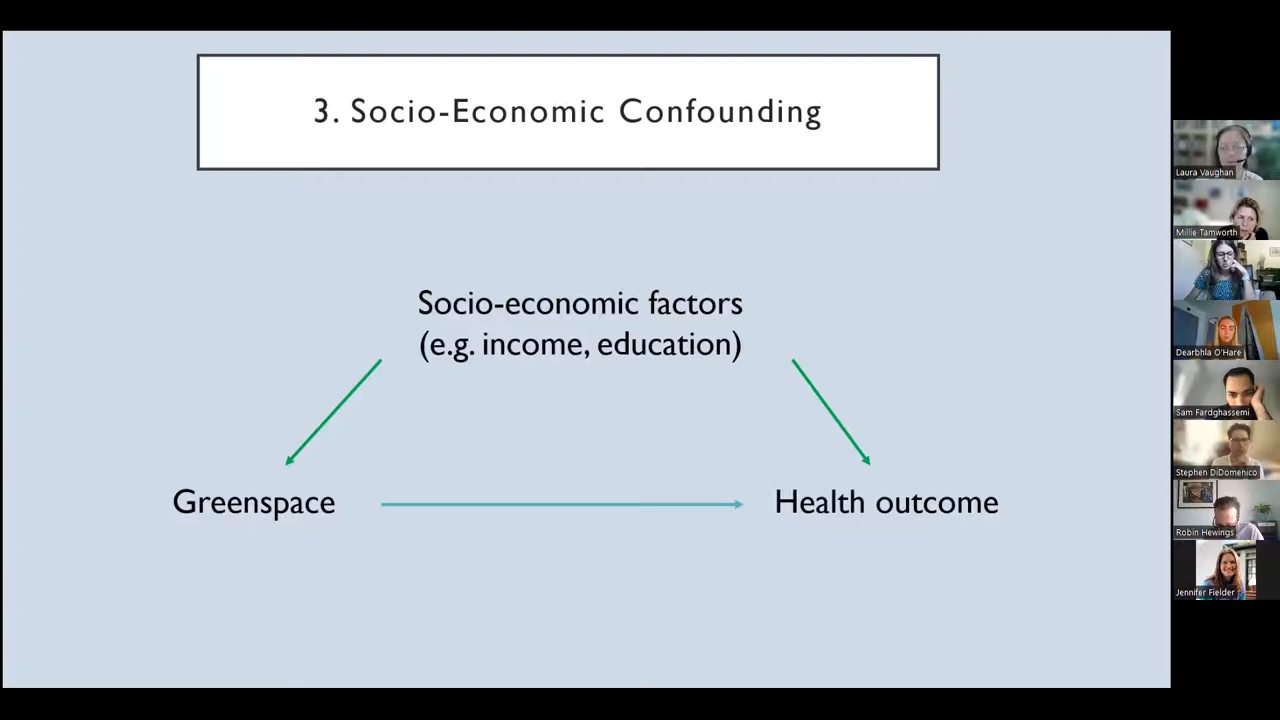 3. Socio-Economic Confounding
Socio-economic factors
(e.g. income, education)
Greenspace
Health outcome
Laura Vaughan
Millie Tamworth
Dearbhla O'Hare
Sam Fardghassemi
Stephen DiDomenico
Robin Hewings
Jennifer Fielder